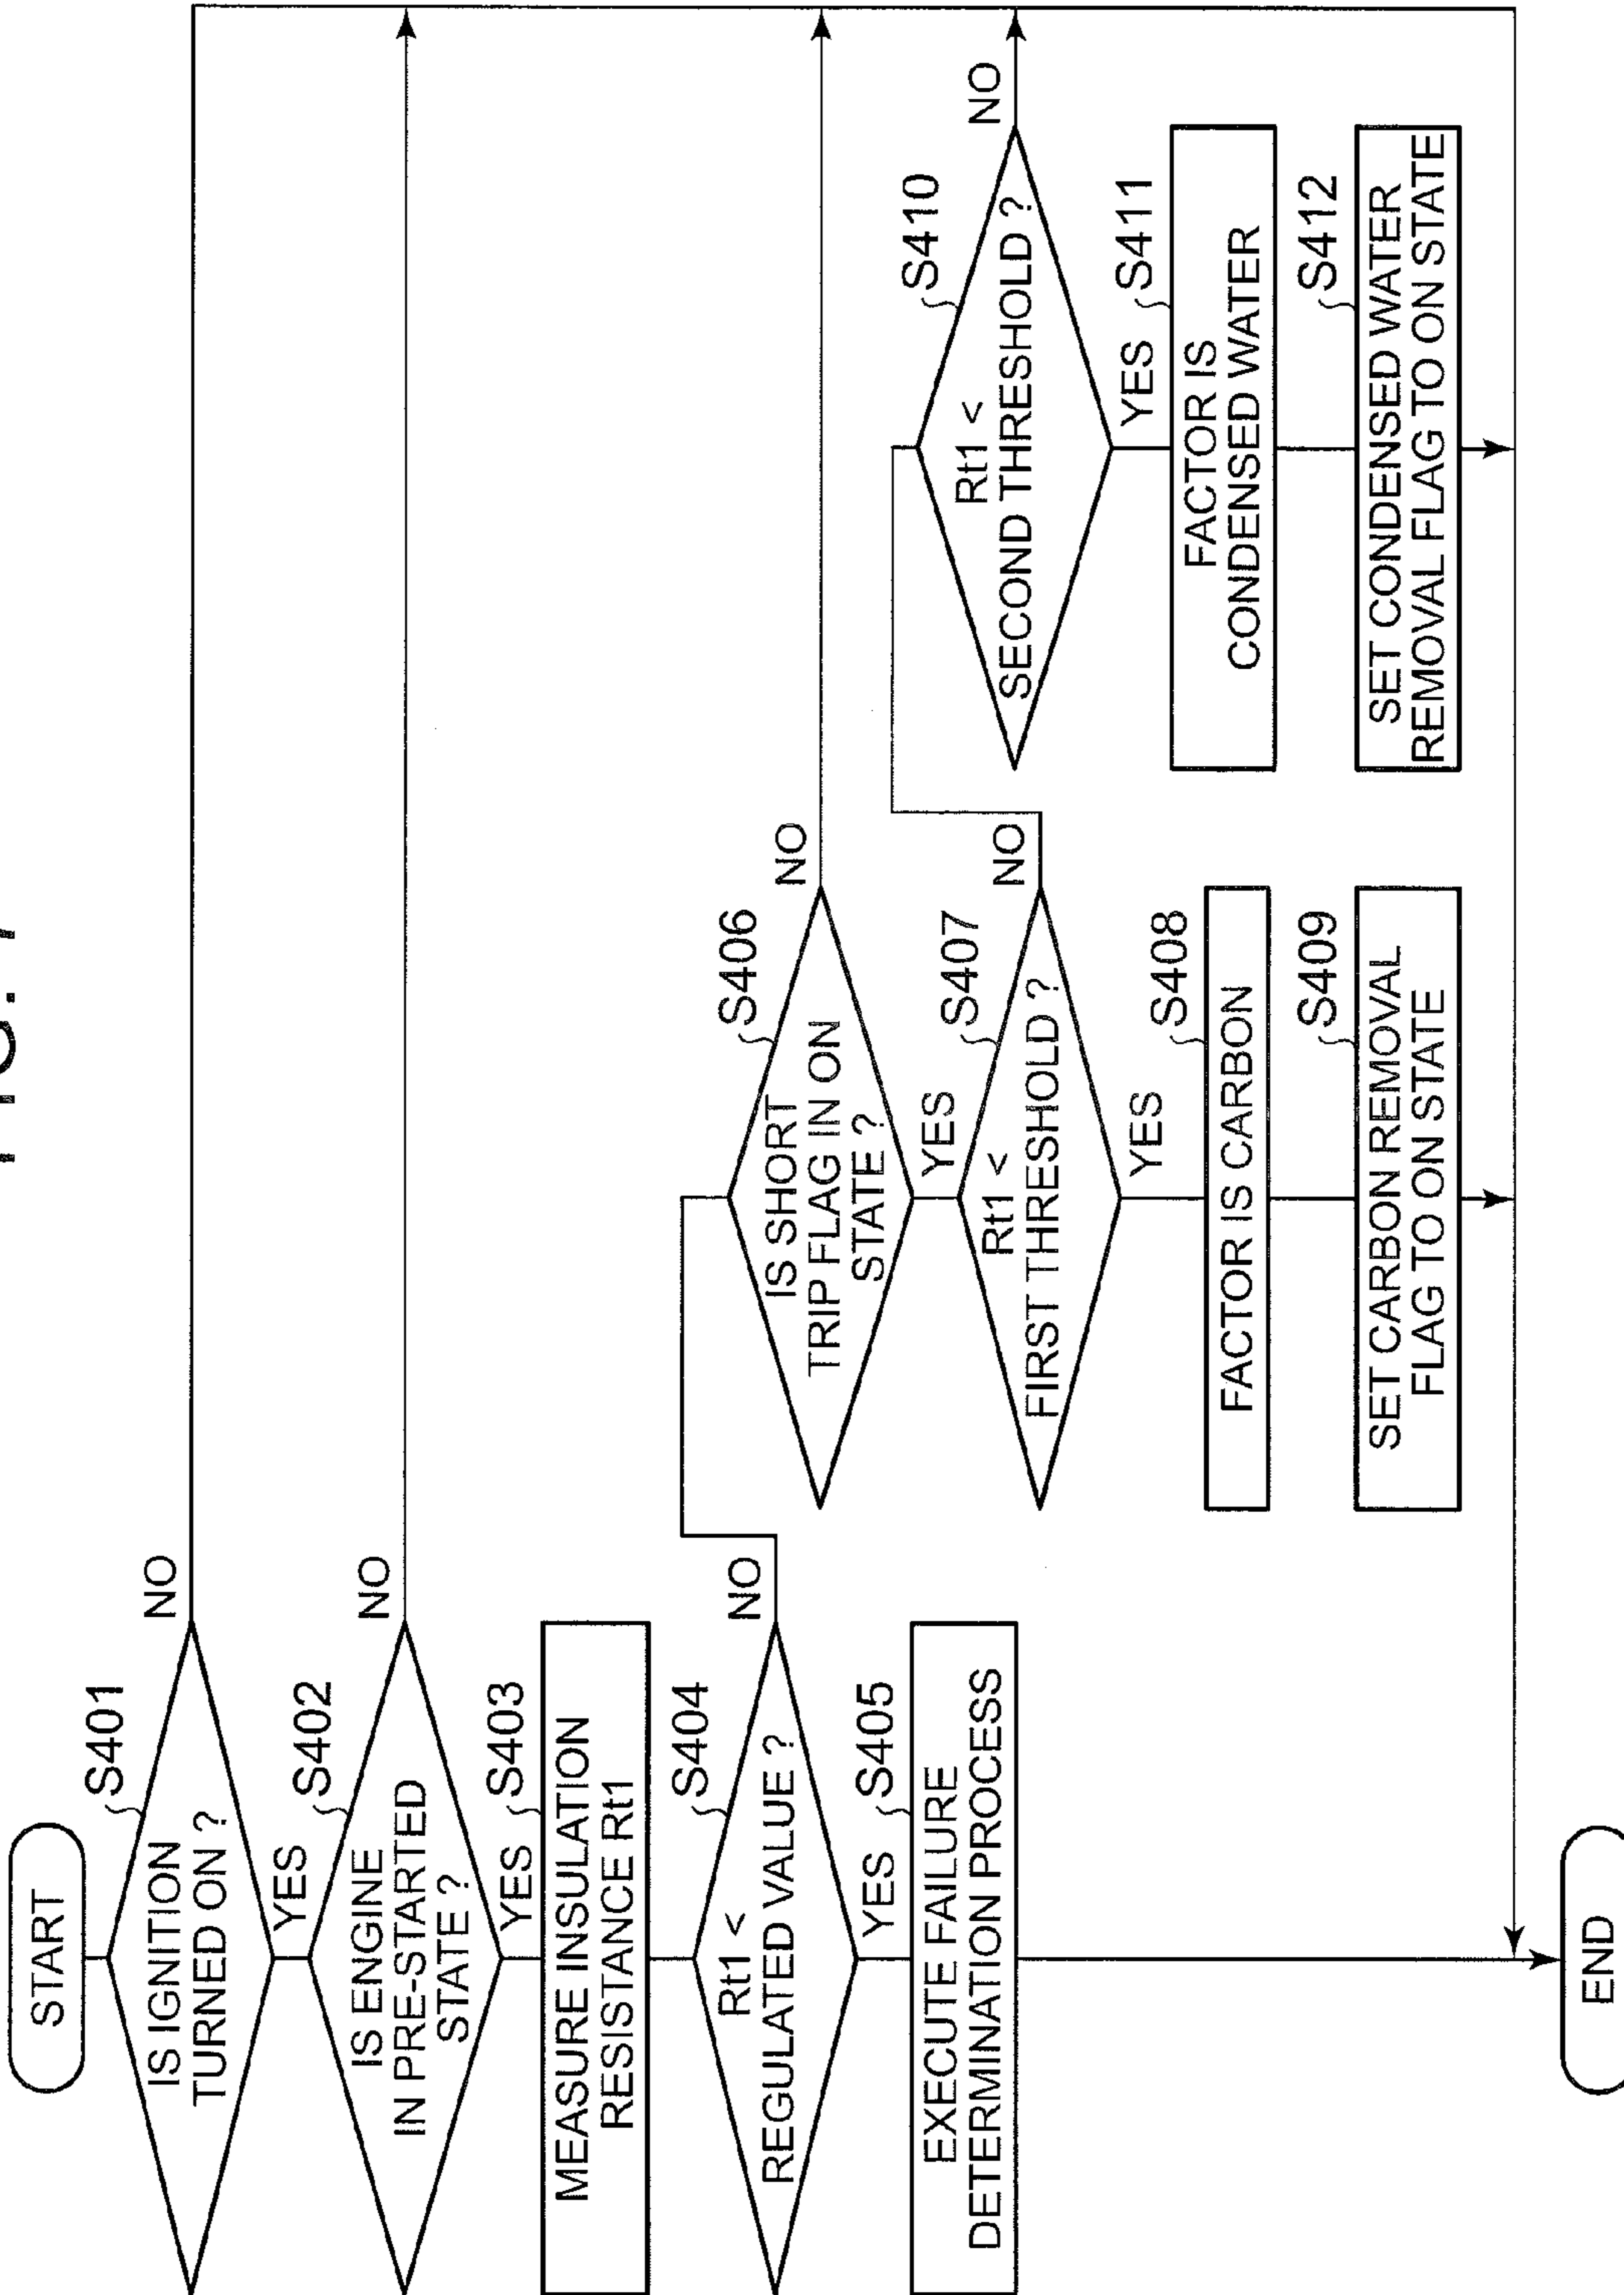 FIG. 7
START
S401
IS IGNITION
TURNED ON ?
NO
YES
S402
IS ENGINE
IN PRE-STARTED
STATE ?
NO
YES
S403
MEASURE INSULATION
RESISTANCE Rt1
S404
Rt1 <
REGULATED VALUE ?
NO
YES
S405
EXECUTE FAILURE
DETERMINATION PROCESS
S406
IS SHORT
TRIP FLAG IN ON
STATE ?
NO
YES
S407
Rt1 <
FIRST THRESHOLD ?
NO
YES
S408
FACTOR IS CARBON
S409
SET CARBON REMOVAL
FLAG TO ON STATE
S410
Rt1 <
SECOND THRESHOLD ?
NO
YES
S411
FACTOR IS
CONDENSED WATER
S412
SET CONDENSED WATER
REMOVAL FLAG TO ON STATE
END